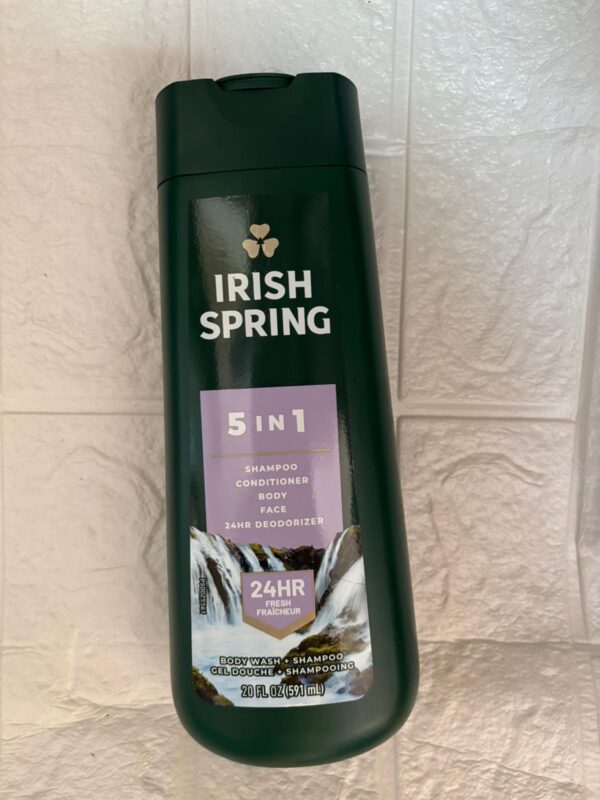 IRISH
SPRING
5 IN 1
SHAMPOO
CONDITIONER
BODY
FACE
24HR DEODORIZER
24HR
FRESH
FRAÎCHEUR
BODY WASH + SHAMPOO
GEL DOUCHE + SHAMPOOING
20 FL OZ (591 mL)